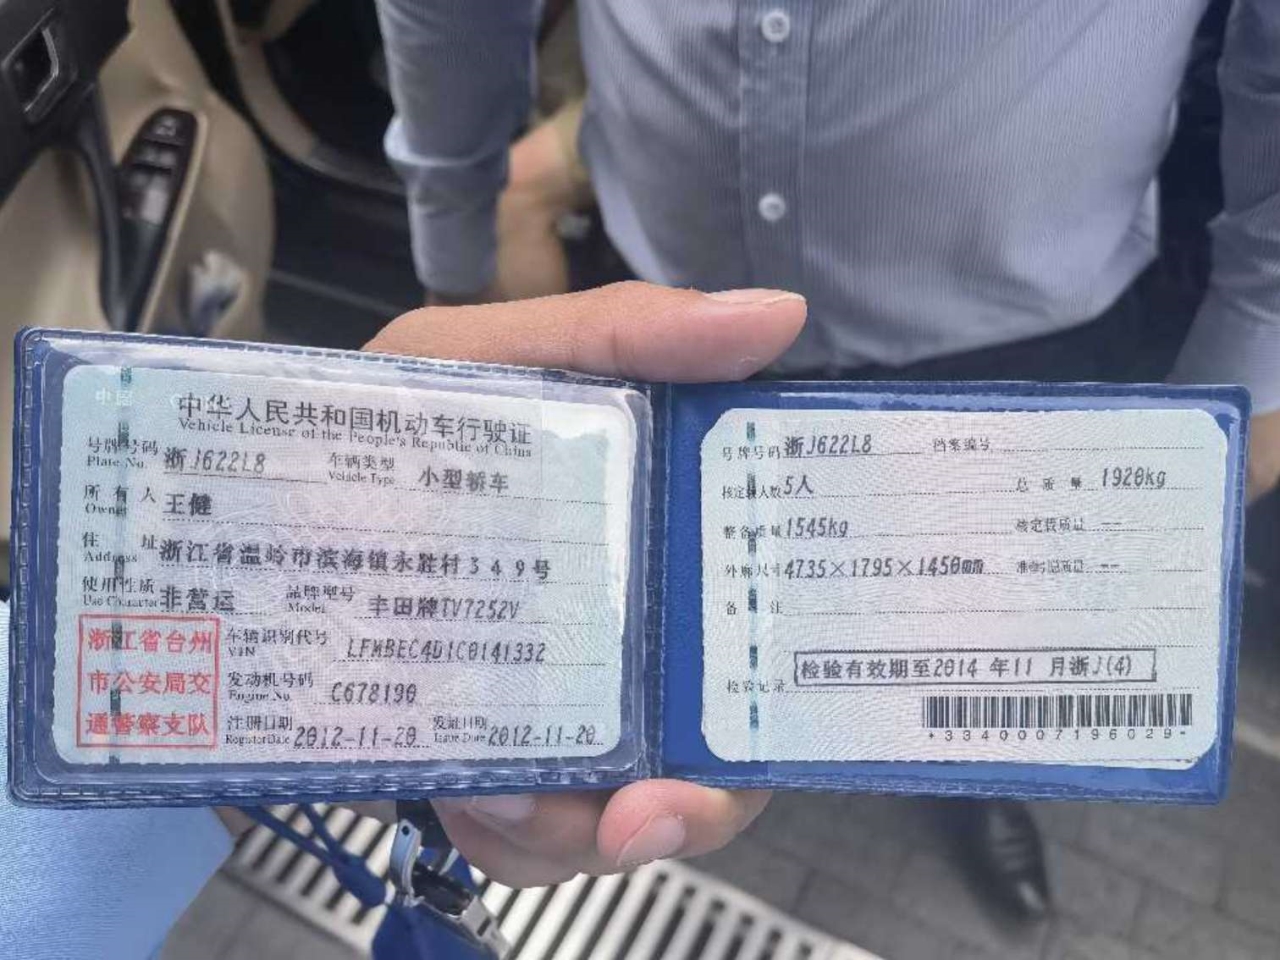 中华人民共和国机动车行驶证
Vehicle License of the People's Republic of China
号牌号码 浙J622L8 车辆类型 小型轿车
Plate No. Vehicle Type
所有人 王健
Owner
住址 浙江省温岭市滨海镇永胜村349号
Address
使用性质 非营运 品牌型号 丰田牌TV7252V
Use Character Model
浙江省台州
市公安局交
通警察支队
车辆识别代号 LFMBEC4D1C0141332
VIN
发动机号码 C678190
Engine No.
注册日期 2012-11-20 发证日期 2012-11-20
Register Date Issue Date
号牌号码 浙J622L8 档案编号
核定载人数 5人 总质量 1920kg
整备质量 1545kg 核定载质量 --
外廓尺寸 4735×1795×1450mm 准牵引总质量 --
备注
检验记录 检验有效期至2014年11月浙J(4)
*3340007196029*